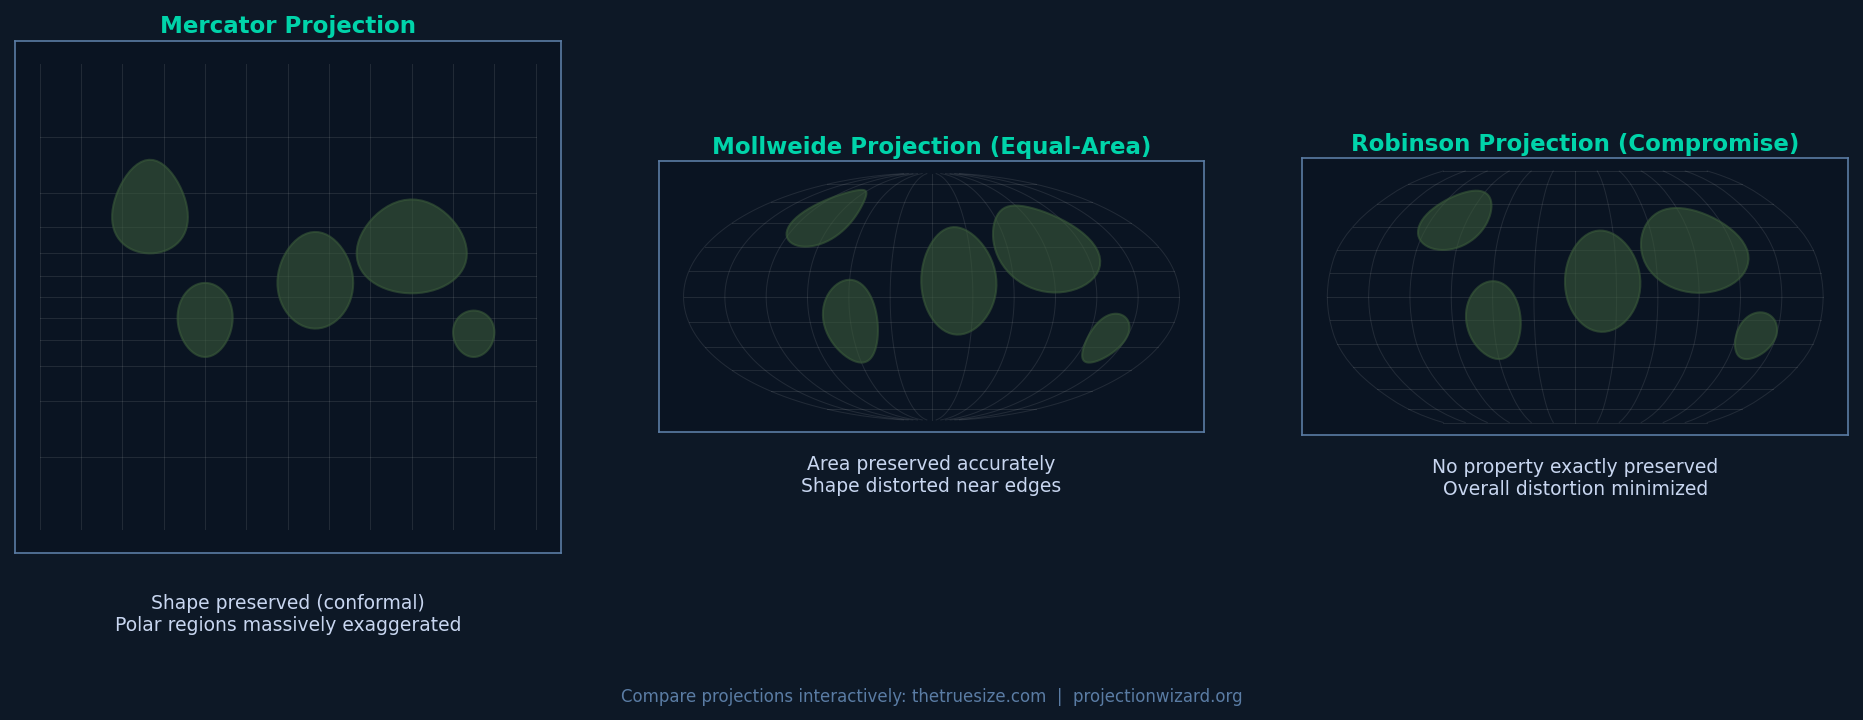 Mercator Projection
Shape preserved (conformal)
Polar regions massively exaggerated
Mollweide Projection (Equal-Area)
Area preserved accurately
Shape distorted near edges
Robinson Projection (Compromise)
No property exactly preserved
Overall distortion minimized
Compare projections interactively: thetruesize.com | projectionwizard.org